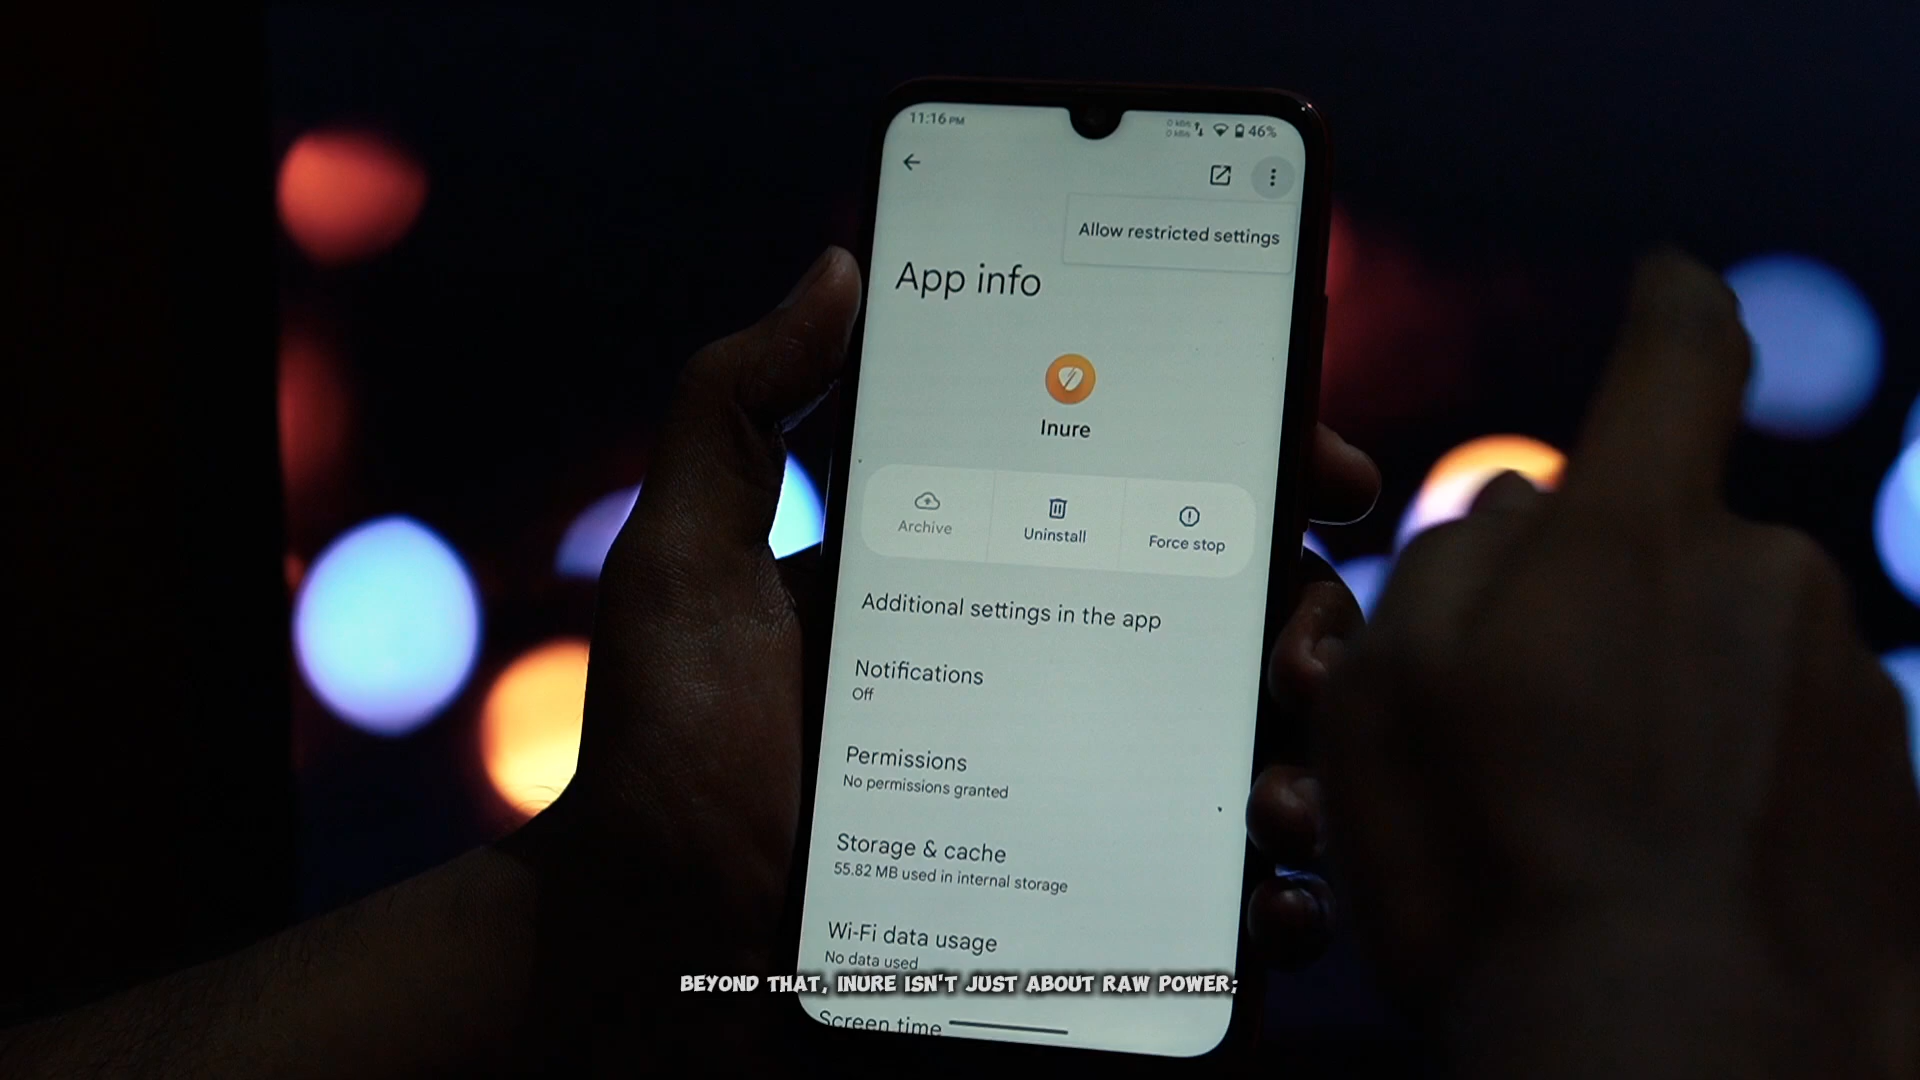 11:16 PM
46%
Allow restricted settings
App info
Inure
Archive
Uninstall
Force stop
Additional settings in the app
Notifications
Off
Permissions
No permissions granted
Storage & cache
55.82 MB used in internal storage
Wi-Fi data usage
No data used
BEYOND THAT, INURE ISN'T JUST ABOUT RAW POWER;
Screen time